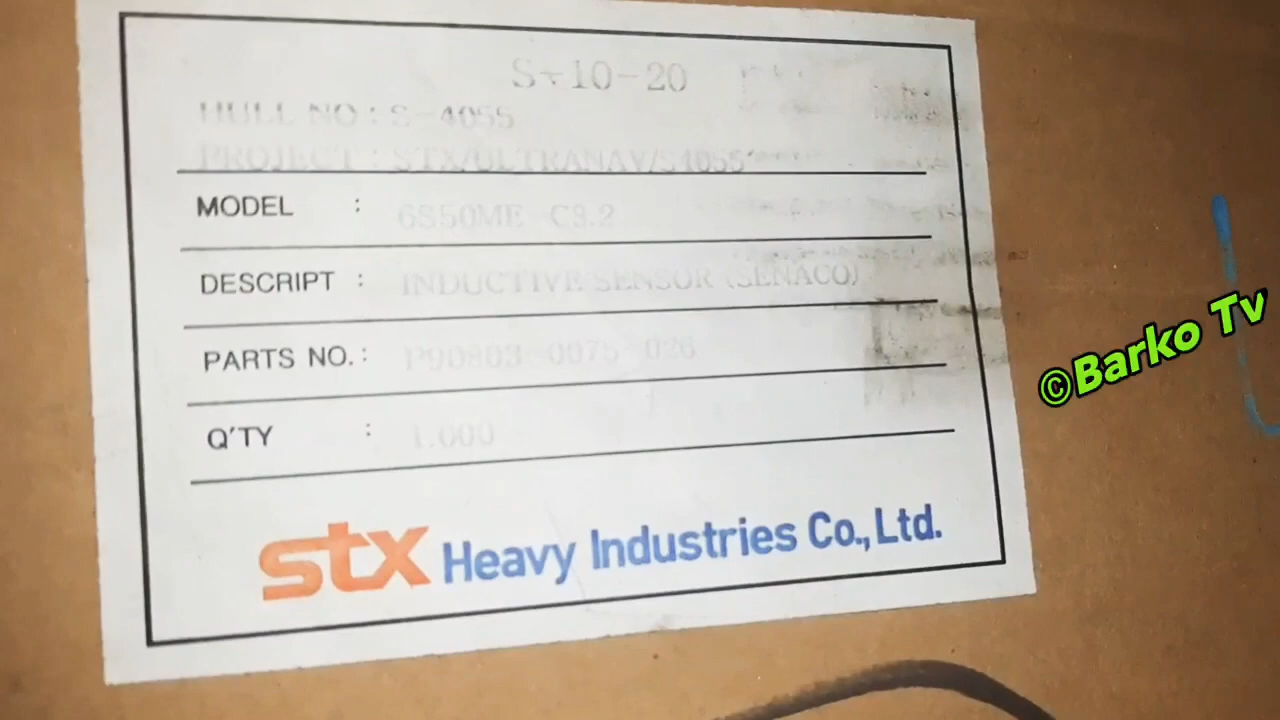 S-10-20
HULL NO : S-4055
PROJECT : STX/ULTRANAV/S4055
MODEL : 6S50ME C8.2
DESCRIPT : INDUCTIVE SENSOR (SENACO)
PARTS NO. : P90803 0075 026
Q'TY : 1.000
stx Heavy Industries Co., Ltd.
©Barko Tv